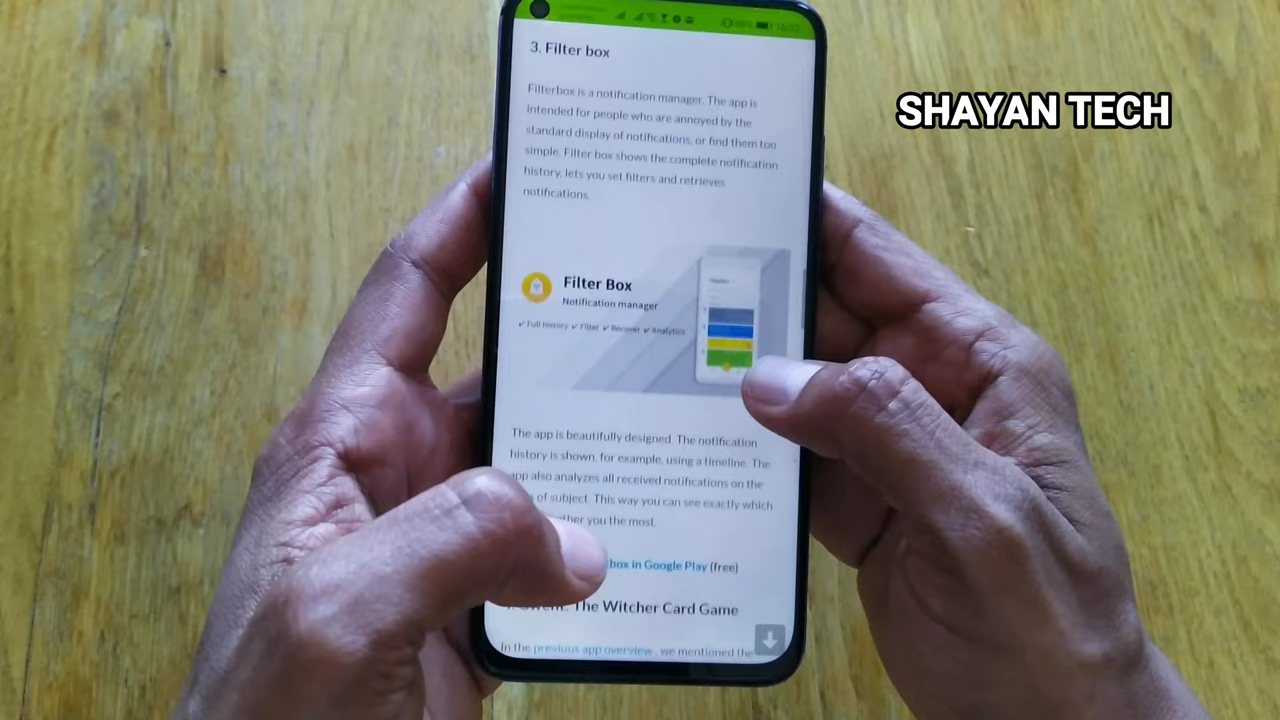 SHAYAN TECH
3. Filter box
Filterbox is a notification manager. The app is
intended for people who are annoyed by the
standard display of notifications, or find them too
simple. Filter box shows the complete notification
history, lets you set filters and retrieves
notifications.
Filter Box
Notification manager
✔ Full History ✔ Filter ✔ Recover ✔ Analytics
The app is beautifully designed. The notification
history is shown, for example, using a timeline. The
app also analyzes all received notifications on the
of subject. This way you can see exactly which
you the most.
box in Google Play (free)
The Witcher Card Game
In the previous app overview , we mentioned the